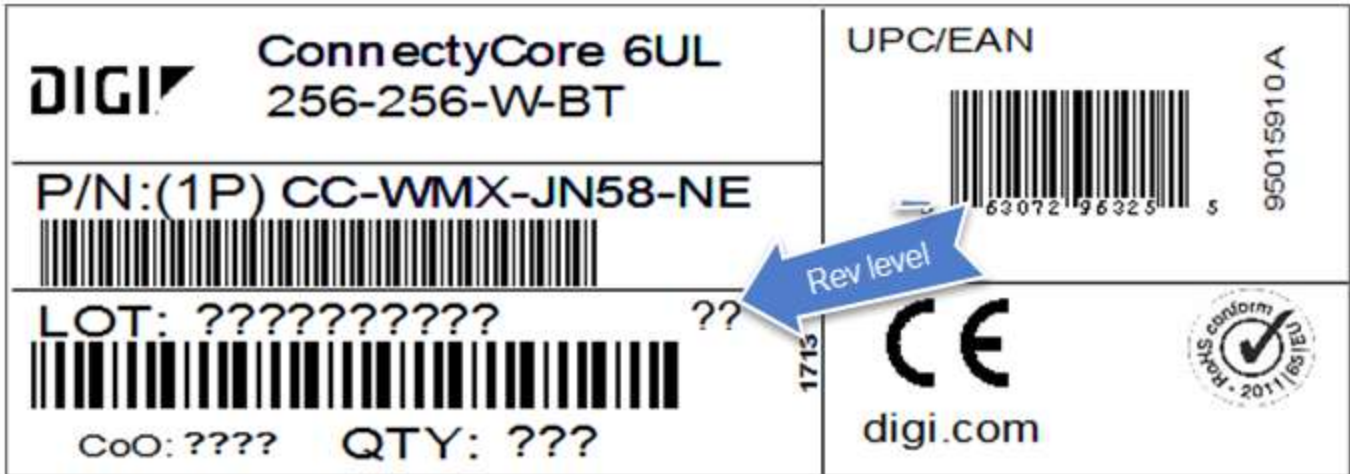 DIGI
ConnectyCore 6UL
256-256-W-BT
P/N:(1P) CC-WMX-JN58-NE
LOT: ??????????
??
1713
CoO: ????
QTY: ???
UPC/EAN
63072 96325 5
95015910 A
Rev level
CE
RoHS conform - 2011|65|EU
digi.com